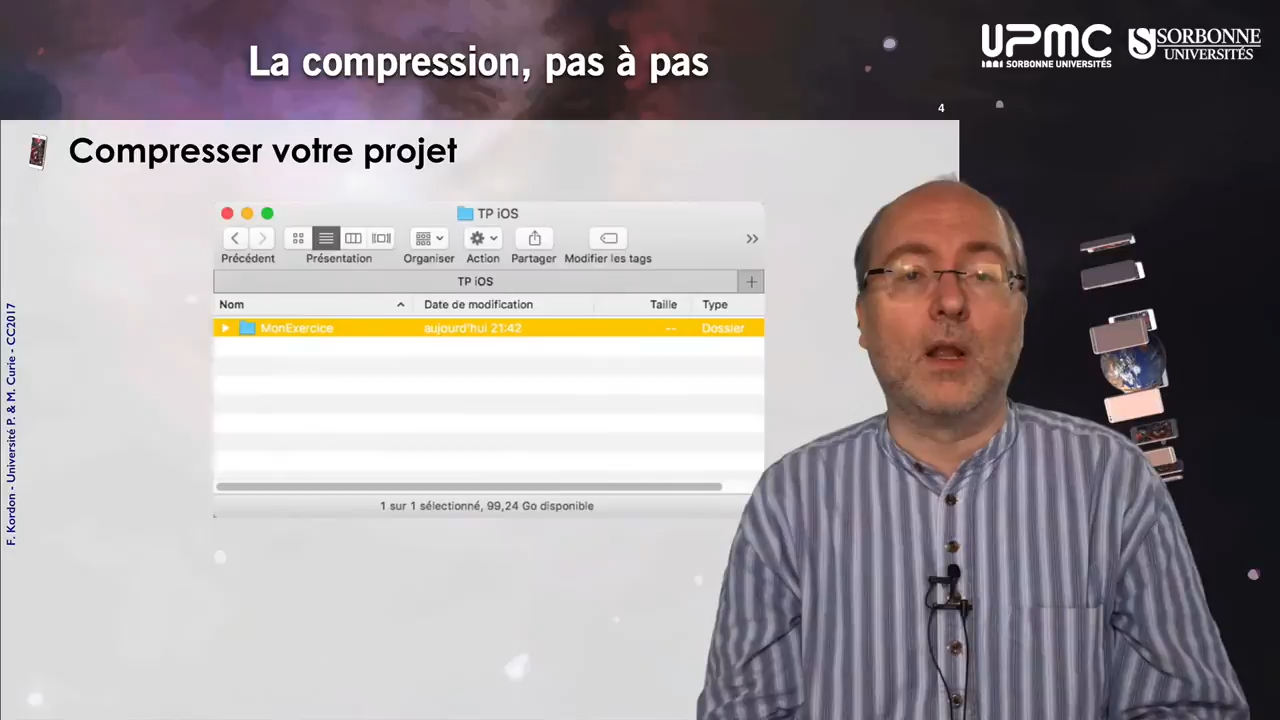 La compression, pas à pas
UPMC
SORBONNE UNIVERSITÉS
SORBONNE
UNIVERSITÉS
4
Compresser votre projet
TP iOS
Précédent
Présentation
Organiser
Action
Partager
Modifier les tags
TP iOS
Nom
Date de modification
Taille
Type
MonExercice
aujourd'hui 21:42
--
Dossier
1 sur 1 sélectionné, 99,24 Go disponible
F. Kordon - Université P. & M. Curie - CC2017